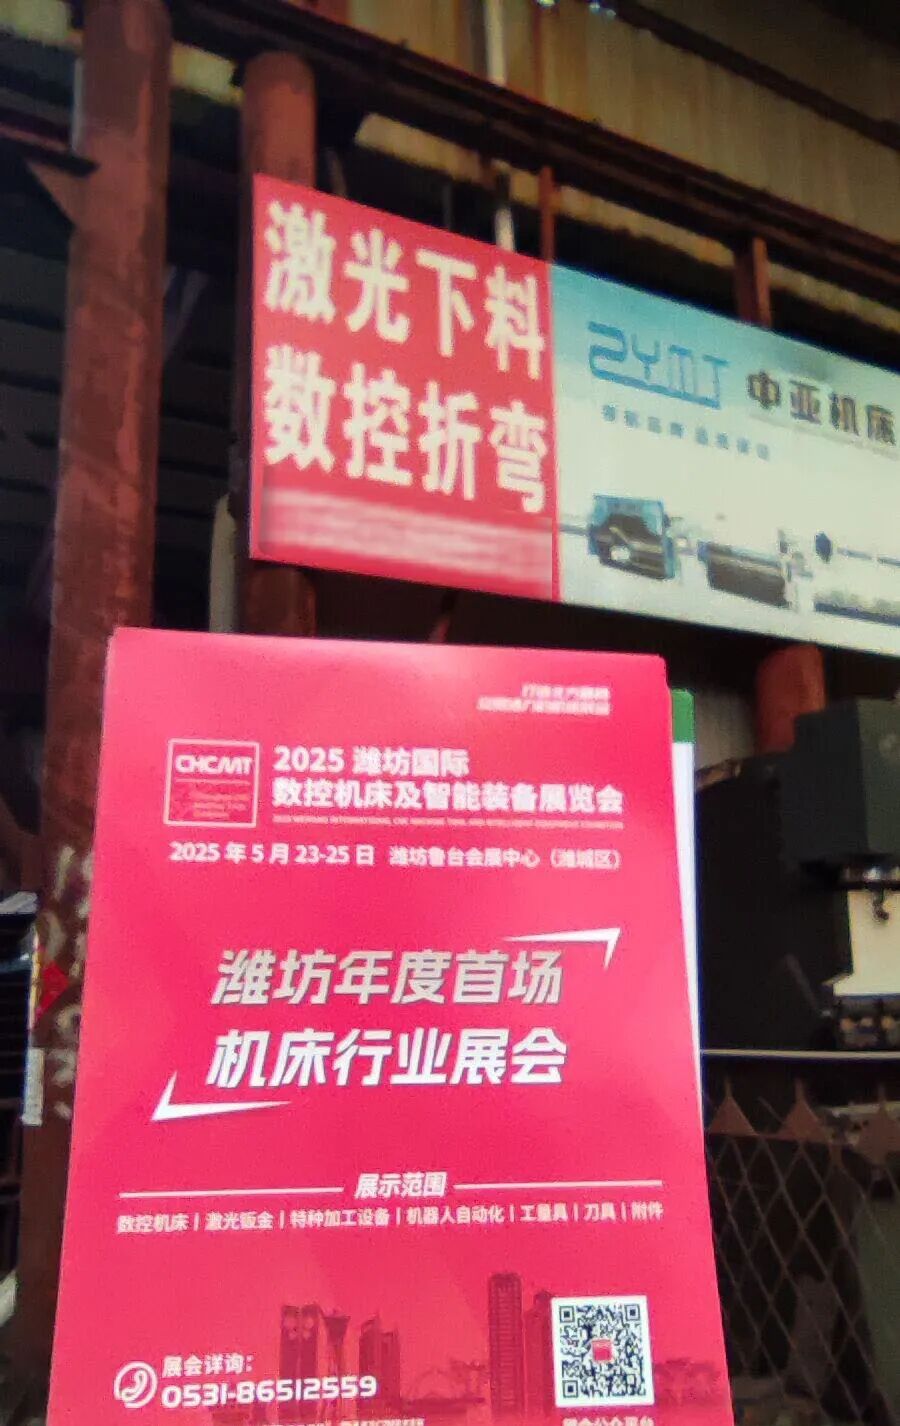 激光下料
数控折弯
ZYMT
中亚机床
CHCMT
2025 潍坊国际
数控机床及智能装备展览会
2025 年 5 月 23-25 日 潍坊鲁台会展中心（潍城区）
潍坊年度首场
机床行业展会
展示范围
数控机床 | 激光钣金 | 特种加工设备 | 机器人自动化 | 工量具 | 刀具 | 附件
展会详询：
0531-86512559